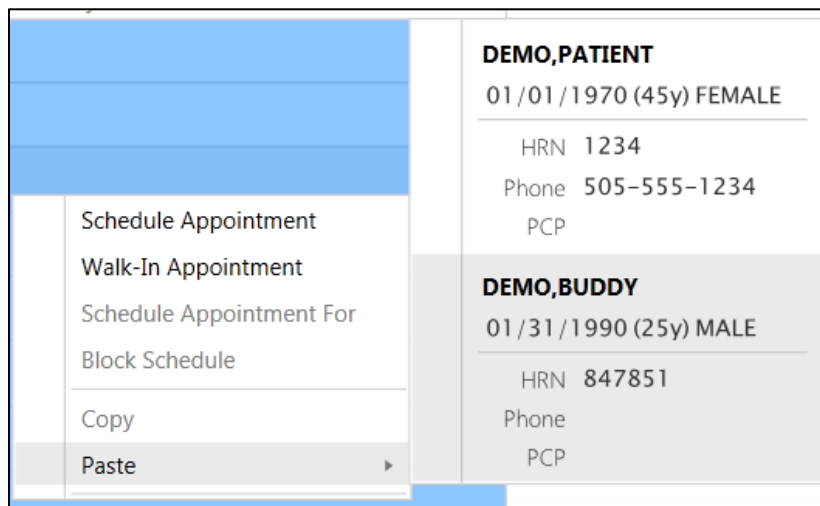 Schedule Appointment
Walk-In Appointment
Schedule Appointment For
Block Schedule
Copy
Paste
DEMO,PATIENT
01/01/1970 (45y) FEMALE
HRN 1234
Phone 505-555-1234
PCP
DEMO,BUDDY
01/31/1990 (25y) MALE
HRN 847851
Phone
PCP